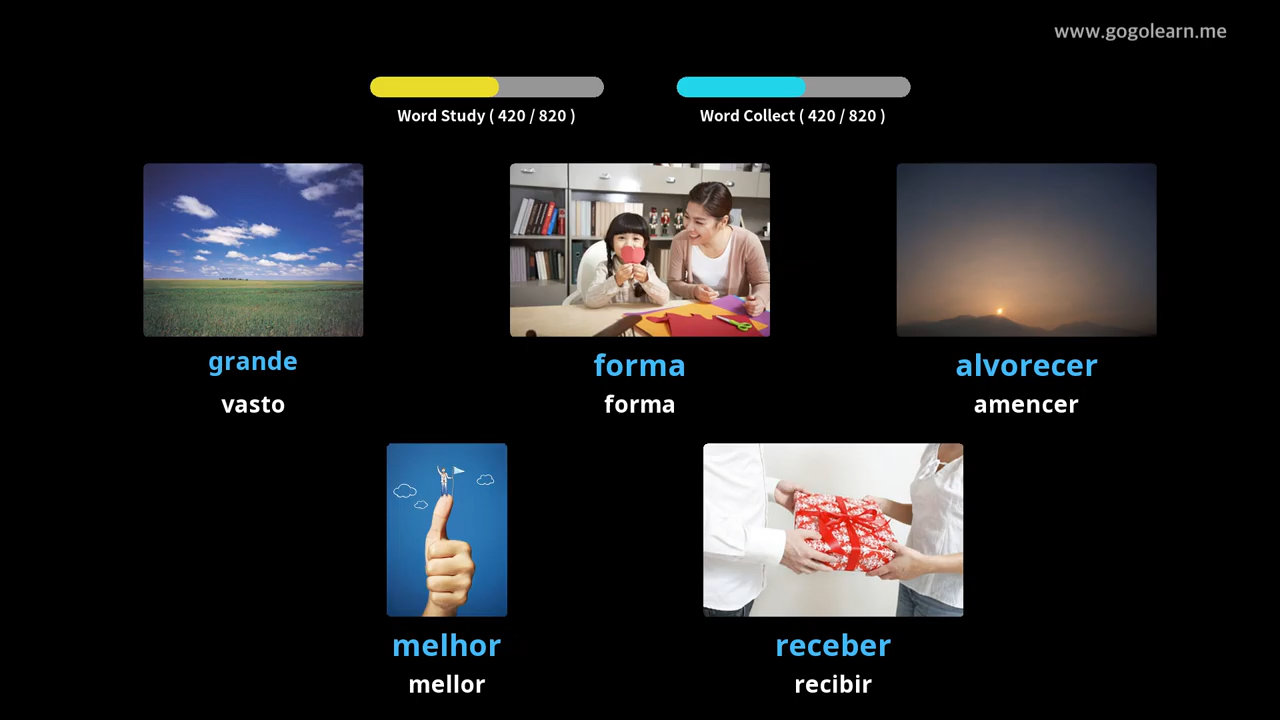 www.gogolearn.me
Word Study ( 420 / 820 )
Word Collect ( 420 / 820 )
grande
vasto
forma
forma
alvorecer
amencer
melhor
mellor
receber
recibir